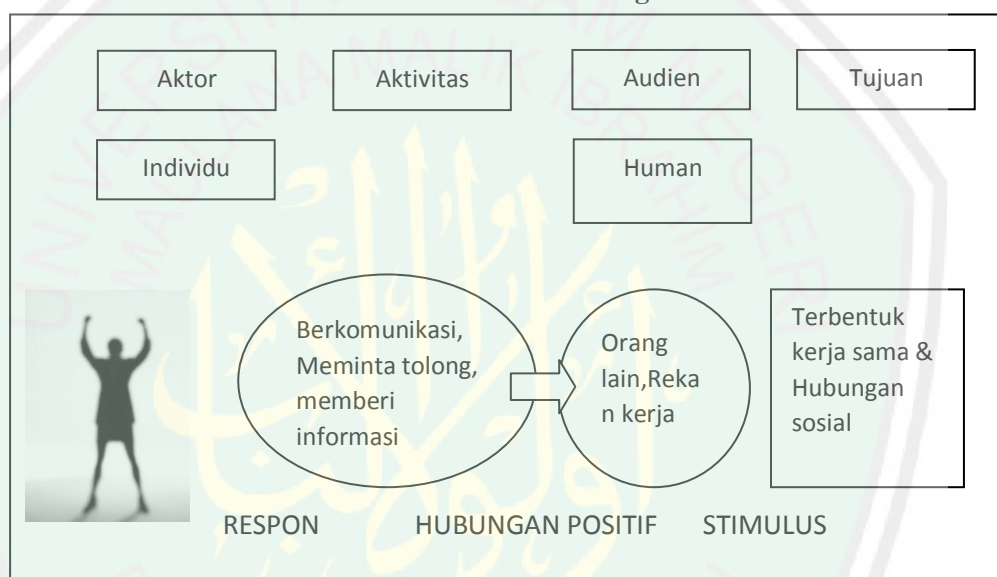 Aktor
Aktivitas
Audien
Tujuan
Individu
Human
Berkomunikasi,
Meminta tolong,
memberi
informasi
Orang
lain,Reka
n kerja
Terbentuk
kerja sama &
Hubungan
sosial
RESPON
HUBUNGAN POSITIF
STIMULUS